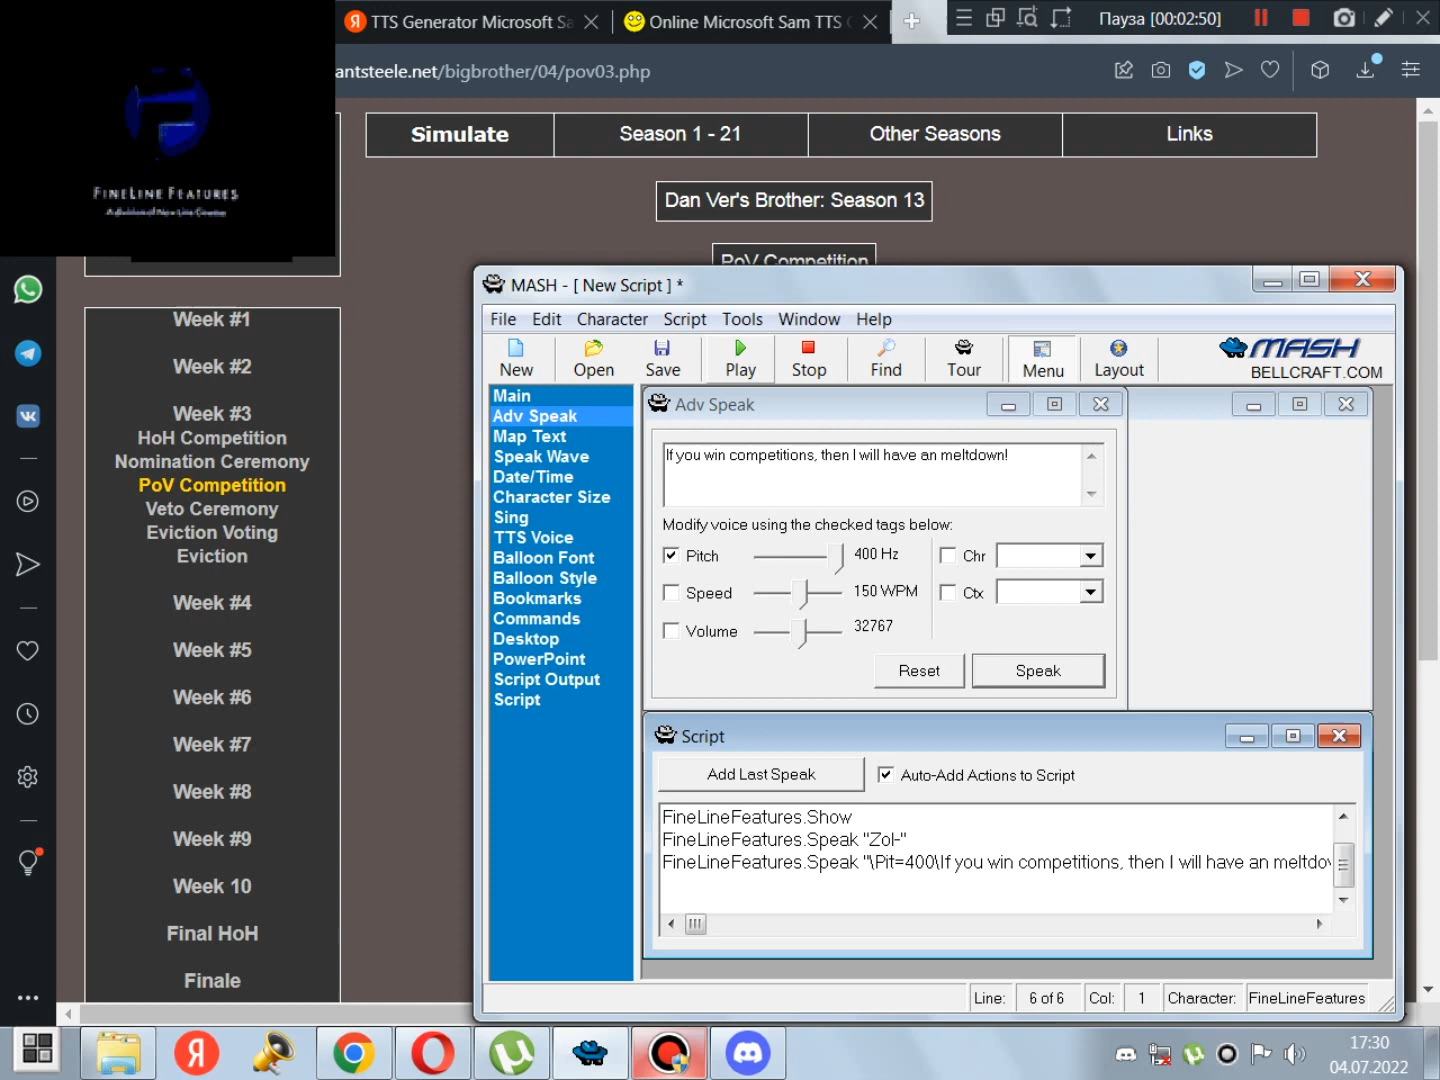 TTS Generator Microsoft Sa
Online Microsoft Sam TTS
Пауза [00:02:50]
antsteele.net/bigbrother/04/pov03.php
FineLine Features
A division of New Line Cinema
Simulate
Season 1 - 21
Other Seasons
Links
Dan Ver's Brother: Season 13
PoV Competition
Week #1
Week #2
Week #3
HoH Competition
Nomination Ceremony
PoV Competition
Veto Ceremony
Eviction Voting
Eviction
Week #4
Week #5
Week #6
Week #7
Week #8
Week #9
Week 10
Final HoH
Finale
MASH - [ New Script ] *
File Edit Character Script Tools Window Help
New Open Save Play Stop Find Tour Menu Layout
MASH
BELLCRAFT.COM
Main
Adv Speak
Map Text
Speak Wave
Date/Time
Character Size
Sing
TTS Voice
Balloon Font
Balloon Style
Bookmarks
Commands
Desktop
PowerPoint
Script Output
Script
Adv Speak
If you win competitions, then I will have an meltdown!
Modify voice using the checked tags below:
Pitch 400 Hz Chr
Speed 150 WPM Ctx
Volume 32767
Reset Speak
Script
Add Last Speak Auto-Add Actions to Script
FineLineFeatures.Show
FineLineFeatures.Speak "Zol-"
FineLineFeatures.Speak "\Pit=400\If you win competitions, then I will have an meltdov
Line: 6 of 6 Col: 1 Character: FineLineFeatures
17:30
04.07.2022